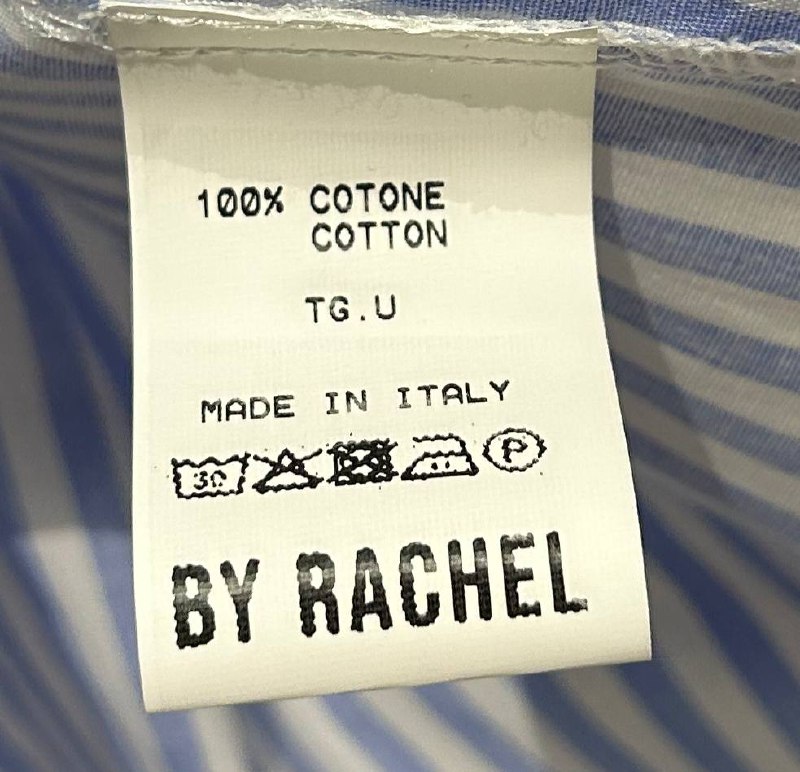 100% COTONE
COTTON
TG.U
MADE IN ITALY
30 P
BY RACHEL